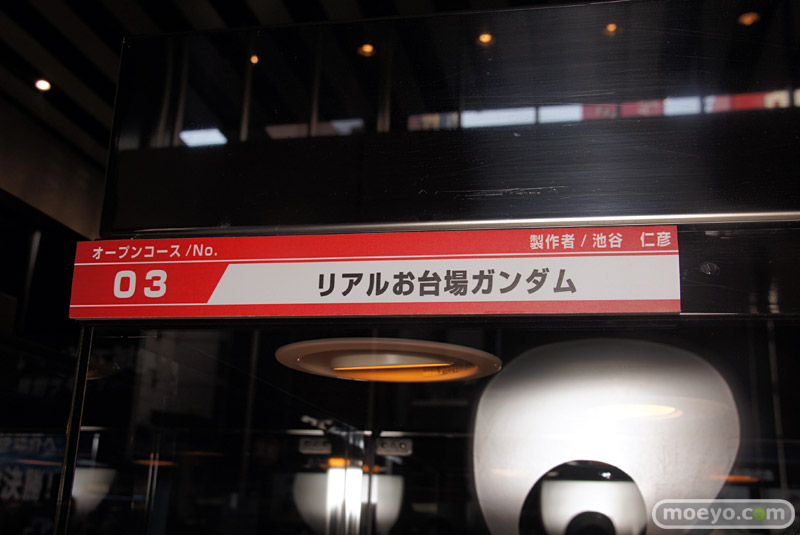 オープンコース/No.
製作者/池谷 仁彦
03
リアルお台場ガンダム
moeyo.com